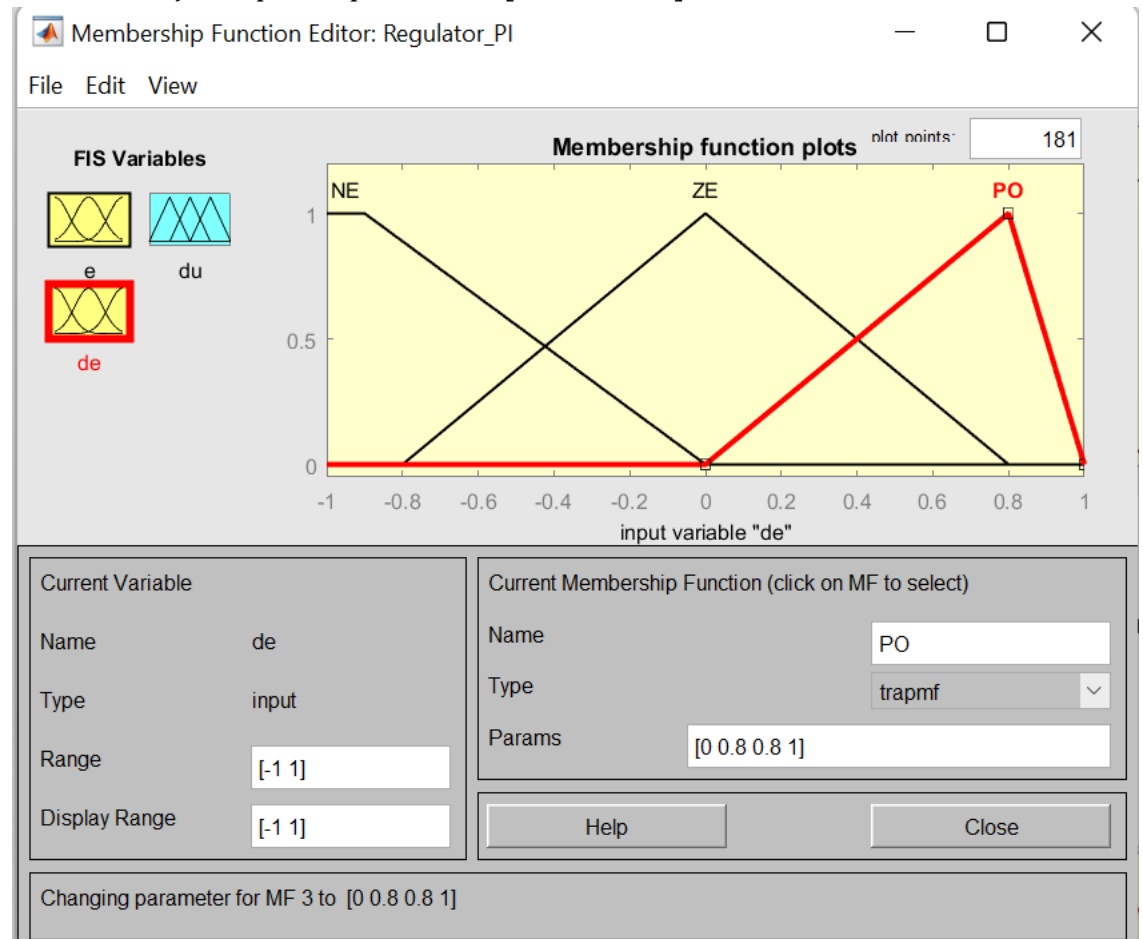 Membership Function Editor: Regulator_PI
File Edit View
FIS Variables
Membership function plots
plot points:
181
e
du
de
NE
ZE
PO
1
0.5
0
-1 -0.8 -0.6 -0.4 -0.2 0 0.2 0.4 0.6 0.8 1
input variable "de"
Current Variable
Name de
Type input
Range [-1 1]
Display Range [-1 1]
Current Membership Function (click on MF to select)
Name PO
Type trapmf
Params [0 0.8 0.8 1]
Help
Close
Changing parameter for MF 3 to [0 0.8 0.8 1]